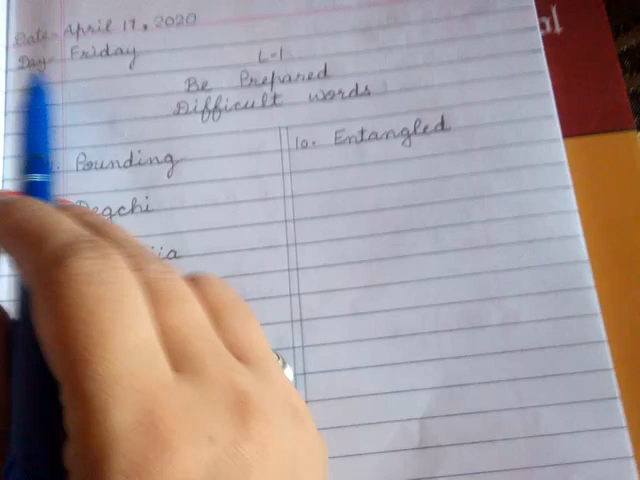 Date- April 17, 2020
Day- Friday
L-1
Be Prepared
Difficult words
Pounding
Degchi
10. Entangled